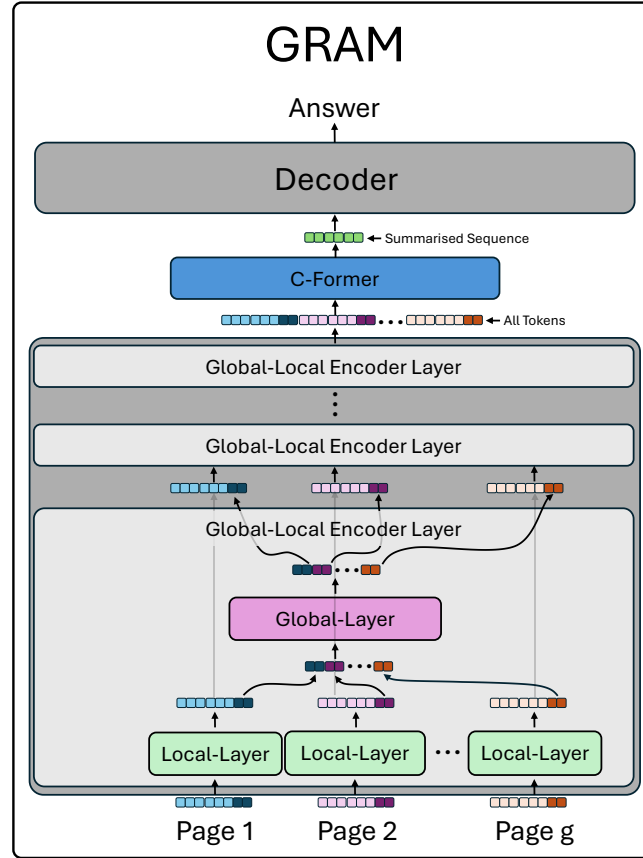 GRAM
Answer
Decoder
Summarised Sequence
C-Former
All Tokens
Global-Local Encoder Layer
Global-Local Encoder Layer
Global-Local Encoder Layer
Global-Layer
Local-Layer Local-Layer Local-Layer
Page 1 Page 2 Page g